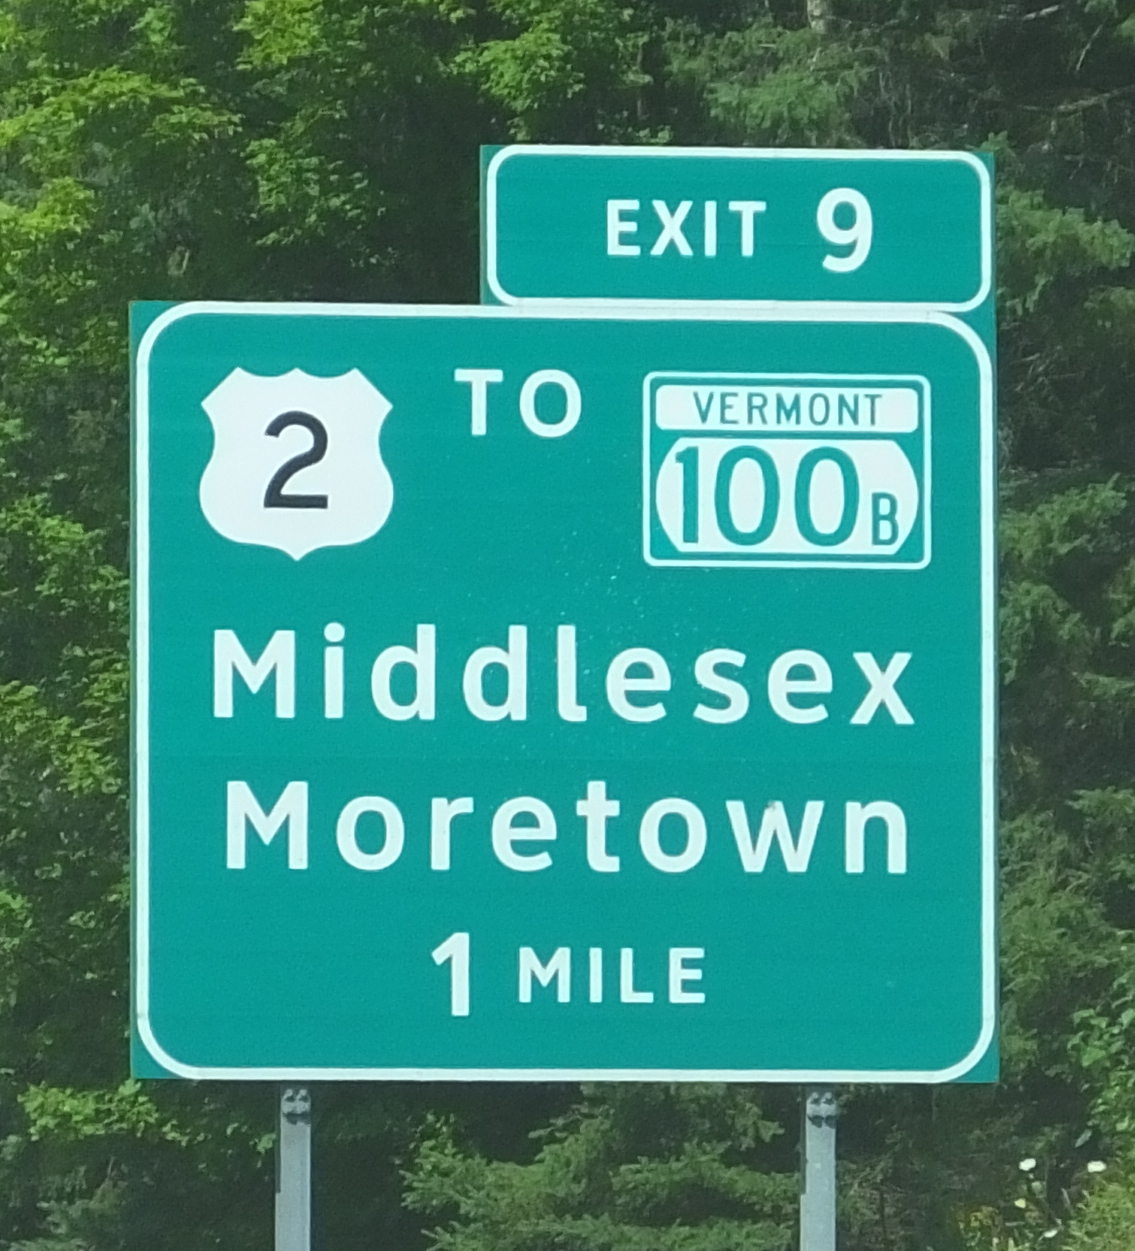 EXIT 9
2 TO VERMONT 100B
Middlesex
Moretown
1 MILE